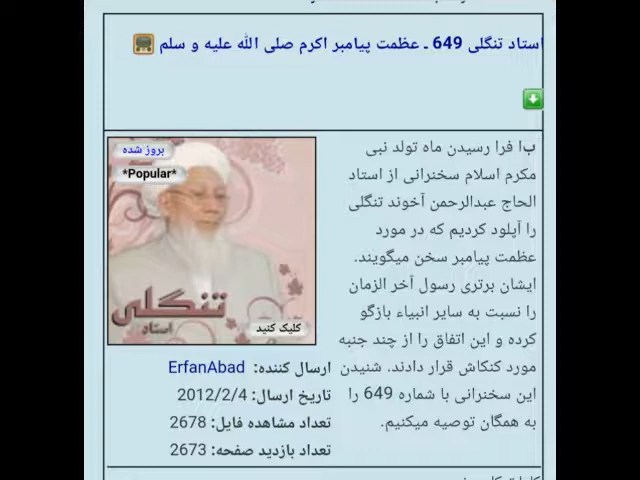 استاد تنگلی 649 ـ عظمت پیامبر اکرم صلی الله علیه و سلم
با فرا رسیدن ماه تولد نبی
مکرم اسلام سخنرانی از استاد
الحاج عبدالرحمن آخوند تنگلی
را آپلود کردیم که در مورد
عظمت پیامبر سخن میگویند.
ایشان برتری رسول آخر الزمان
را نسبت به سایر انبیاء بازگو
کرده و این اتفاق را از چند جنبه
مورد کنکاش قرار دادند. شنیدن
این سخنرانی با شماره 649 را
به همگان توصیه میکنیم.
بروز شده
*Popular*
تنگلی
استاد
کلیک کنید
ارسال کننده: ErfanAbad
تاریخ ارسال: 2012/2/4
تعداد مشاهده فایل: 2678
تعداد بازدید صفحه: 2673